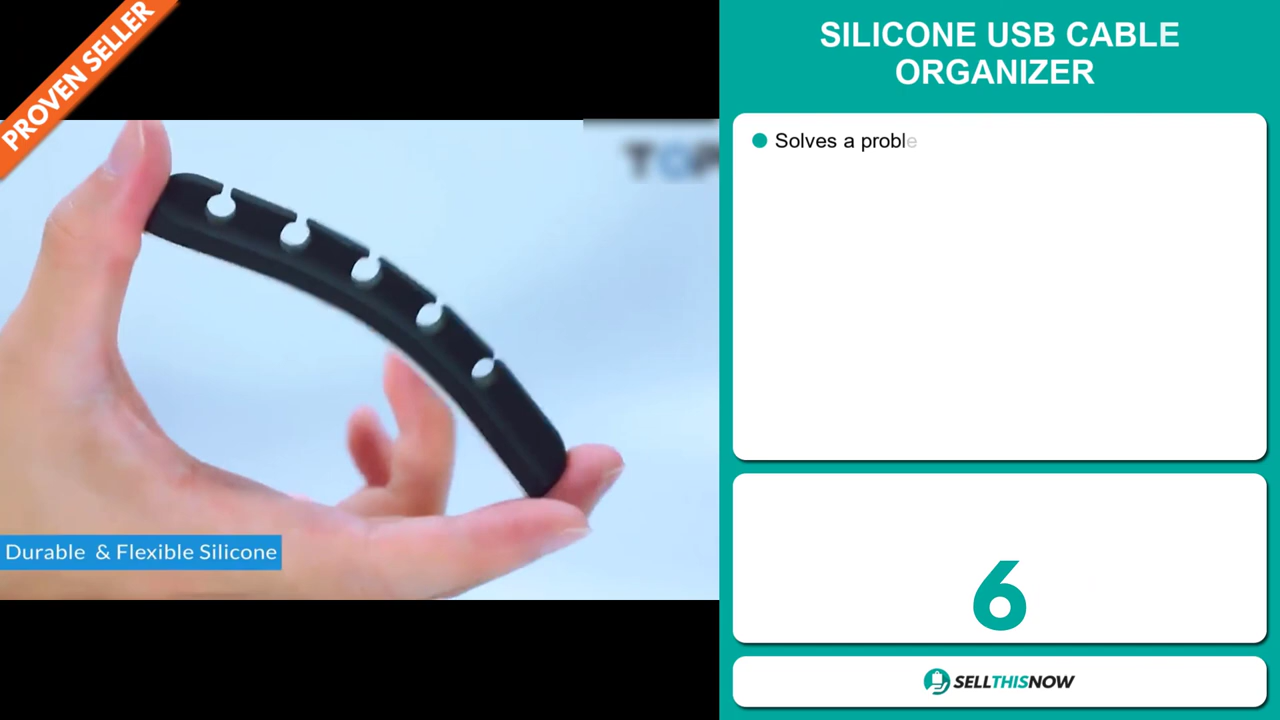 PROVEN SELLER
SILICONE USB CABLE
ORGANIZER
Solves a proble
Durable & Flexible Silicone
6
SELLTHISNOW